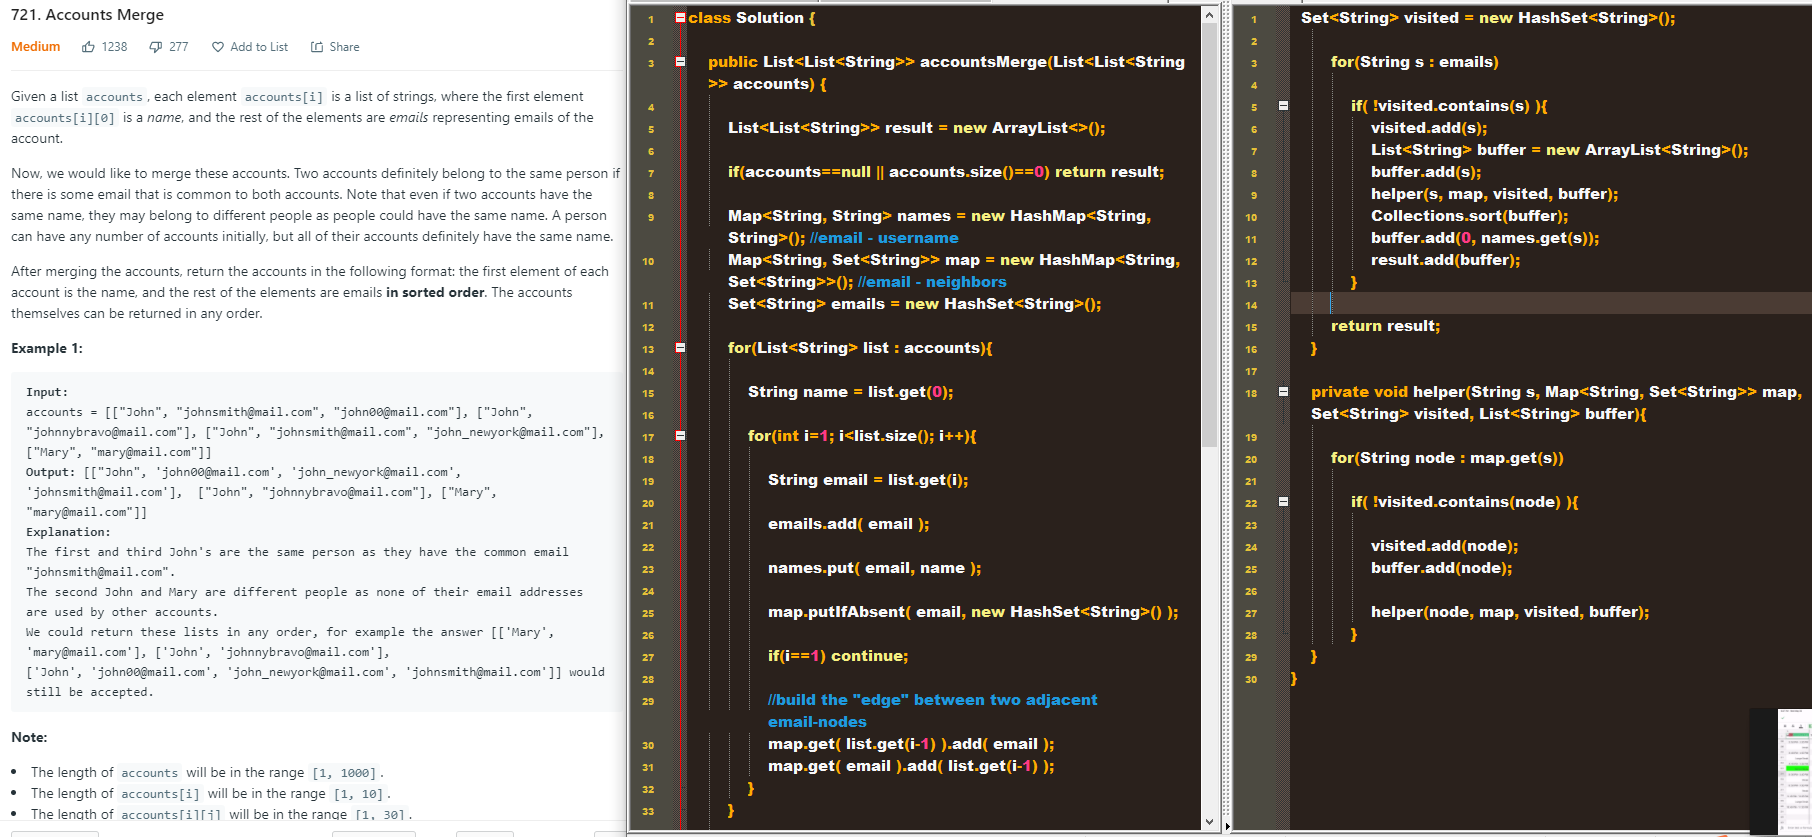 721. Accounts Merge
Medium 1238 277 Add to List Share
Given a list accounts , each element accounts[i] is a list of strings, where the first element
accounts[i][0] is a name, and the rest of the elements are emails representing emails of the
account.
Now, we would like to merge these accounts. Two accounts definitely belong to the same person if
there is some email that is common to both accounts. Note that even if two accounts have the
same name, they may belong to different people as people could have the same name. A person
can have any number of accounts initially, but all of their accounts definitely have the same name.
After merging the accounts, return the accounts in the following format: the first element of each
account is the name, and the rest of the elements are emails in sorted order. The accounts
themselves can be returned in any order.
Example 1:
Input:
accounts = [["John", "johnsmith@mail.com", "john00@mail.com"], ["John",
"johnnybravo@mail.com"], ["John", "johnsmith@mail.com", "john_newyork@mail.com"],
["Mary", "mary@mail.com"]]
Output: [["John", 'john00@mail.com', 'john_newyork@mail.com',
'johnsmith@mail.com'],  ["John", "johnnybravo@mail.com"], ["Mary",
"mary@mail.com"]]
Explanation:
The first and third John's are the same person as they have the common email
"johnsmith@mail.com".
The second John and Mary are different people as none of their email addresses
are used by other accounts.
We could return these lists in any order, for example the answer [['Mary',
'mary@mail.com'], ['John', 'johnnybravo@mail.com'],
['John', 'john00@mail.com', 'john_newyork@mail.com', 'johnsmith@mail.com']] would
still be accepted.
Note:
• The length of accounts will be in the range [1, 1000].
• The length of accounts[i] will be in the range [1, 10].
• The length of accounts[i][j] will be in the range [1, 30].
1 class Solution {
2
3 public List<List<String>> accountsMerge(List<List<String
>> accounts) {
4
5 List<List<String>> result = new ArrayList<>();
6
7 if(accounts==null || accounts.size()==0) return result;
8
9 Map<String, String> names = new HashMap<String,
String>(); //email - username
10 Map<String, Set<String>> map = new HashMap<String,
Set<String>>(); //email - neighbors
11 Set<String> emails = new HashSet<String>();
12
13 for(List<String> list : accounts){
14
15 String name = list.get(0);
16
17 for(int i=1; i<list.size(); i++){
18
19 String email = list.get(i);
20
21 emails.add( email );
22
23 names.put( email, name );
24
25 map.putIfAbsent( email, new HashSet<String>() );
26
27 if(i==1) continue;
28
29 //build the "edge" between two adjacent
email-nodes
30 map.get( list.get(i-1) ).add( email );
31 map.get( email ).add( list.get(i-1) );
32 }
33 }
1 Set<String> visited = new HashSet<String>();
2
3 for(String s : emails)
4
5 if( !visited.contains(s) ){
6 visited.add(s);
7 List<String> buffer = new ArrayList<String>();
8 buffer.add(s);
9 helper(s, map, visited, buffer);
10 Collections.sort(buffer);
11 buffer.add(0, names.get(s));
12 result.add(buffer);
13 }
14
15 return result;
16 }
17
18 private void helper(String s, Map<String, Set<String>> map,
Set<String> visited, List<String> buffer){
19
20 for(String node : map.get(s))
21
22 if( !visited.contains(node) ){
23
24 visited.add(node);
25 buffer.add(node);
26
27 helper(node, map, visited, buffer);
28 }
29 }
30 }